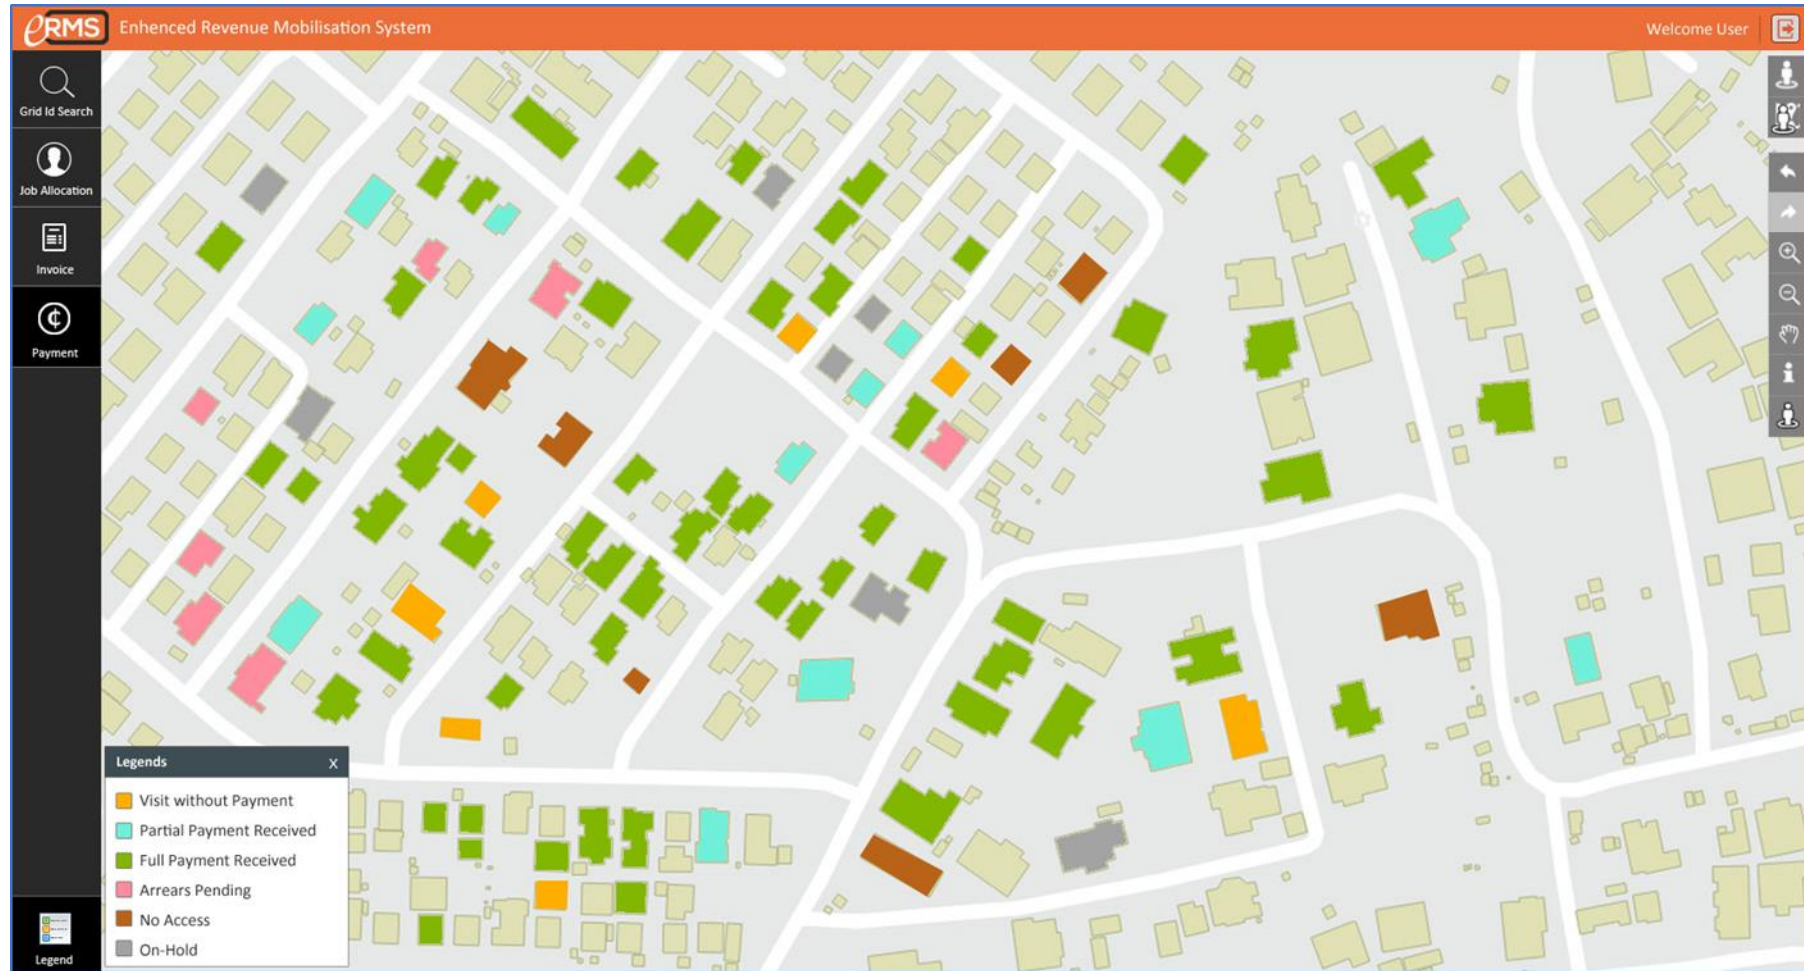 eRMS Enhenced Revenue Mobilisation System Welcome User
Grid Id Search
Job Allocation
Invoice
Payment
Legends X
Visit without Payment
Partial Payment Received
Full Payment Received
Arrears Pending
No Access
On-Hold
Legend